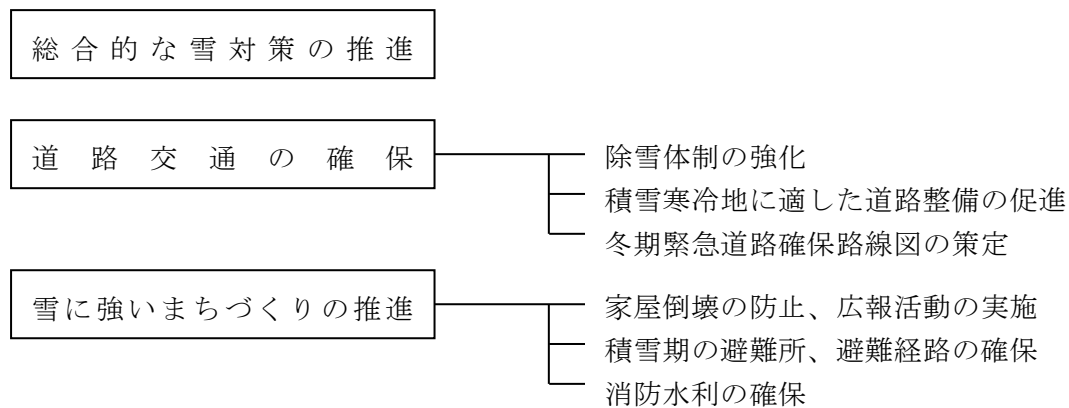 総合的な雪対策の推進
道路交通の確保
除雪体制の強化
積雪寒冷地に適した道路整備の促進
冬期緊急道路確保路線図の策定
雪に強いまちづくりの推進
家屋倒壊の防止、広報活動の実施
積雪期の避難所、避難経路の確保
消防水利の確保